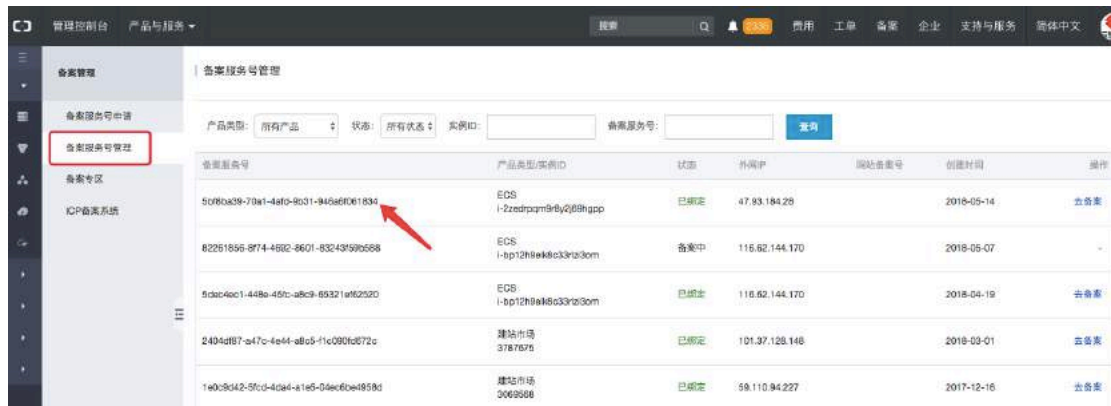 管理控制台 产品与服务 搜索 2336 费用 工单 备案 企业 支持与服务 简体中文
备案管理
备案服务号管理
备案服务号申请
备案服务号管理
备案专区
ICP备案系统
产品类型: 所有产品 状态: 所有状态 实例ID: 备案服务号: 查询
备案服务号 产品类型/实例ID 状态 外网IP 网站备案号 创建时间 操作
ECS 已绑定 47.93.184.28 2018-05-14 去备案
82261856-8f74-4692-8601-83243f59b588 ECS 备案中 116.62.144.170 2018-05-07 -
ECS 已绑定 116.62.144.170 2018-04-19 去备案
建站市场 已绑定 101.37.128.148 2018-03-01 去备案
3787675
建站市场 已绑定 59.110.94.227 2017-12-16 去备案
3069588